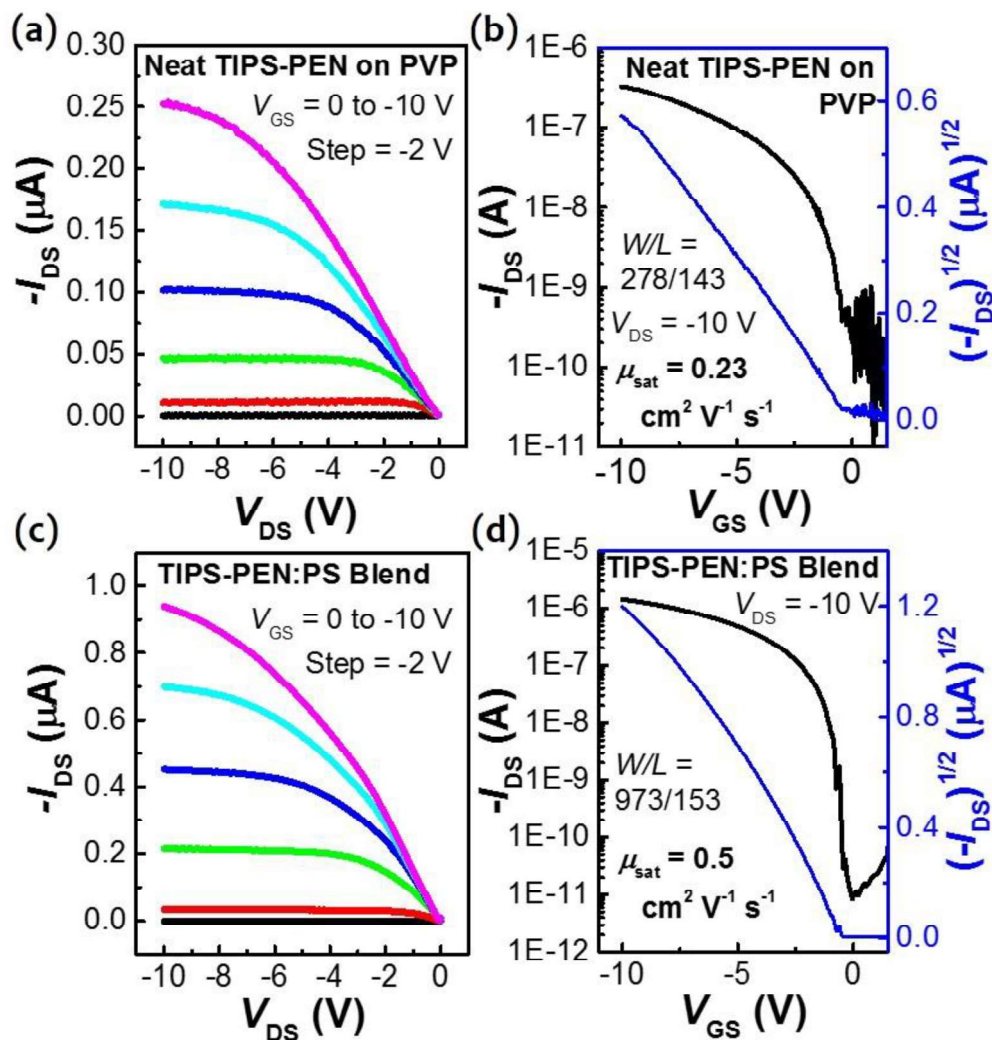 (a)
Neat TIPS-PEN on PVP
V_GS = 0 to -10 V
Step = -2 V
0.30
0.25
0.20
0.15
0.10
0.05
0.00
-I_DS (µA)
-10 -8 -6 -4 -2 0
V_DS (V)
(b)
Neat TIPS-PEN on
PVP
1E-6
1E-7
1E-8
1E-9
1E-10
1E-11
-I_DS (A)
W/L =
278/143
V_DS = -10 V
µ_sat = 0.23
cm² V⁻¹ s⁻¹
0.6
0.4
0.2
0.0
(-I_DS)^1/2 (µA)^1/2
-10 -5 0
V_GS (V)
(c)
TIPS-PEN:PS Blend
V_GS = 0 to -10 V
Step = -2 V
1.0
0.8
0.6
0.4
0.2
0.0
-I_DS (µA)
-10 -8 -6 -4 -2 0
V_DS (V)
(d)
TIPS-PEN:PS Blend
V_DS = -10 V
1E-5
1E-6
1E-7
1E-8
1E-9
1E-10
1E-11
1E-12
-I_DS (A)
W/L =
973/153
µ_sat = 0.5
cm² V⁻¹ s⁻¹
1.2
0.8
0.4
0.0
(-I_DS)^1/2 (µA)^1/2
-10 -5 0
V_GS (V)